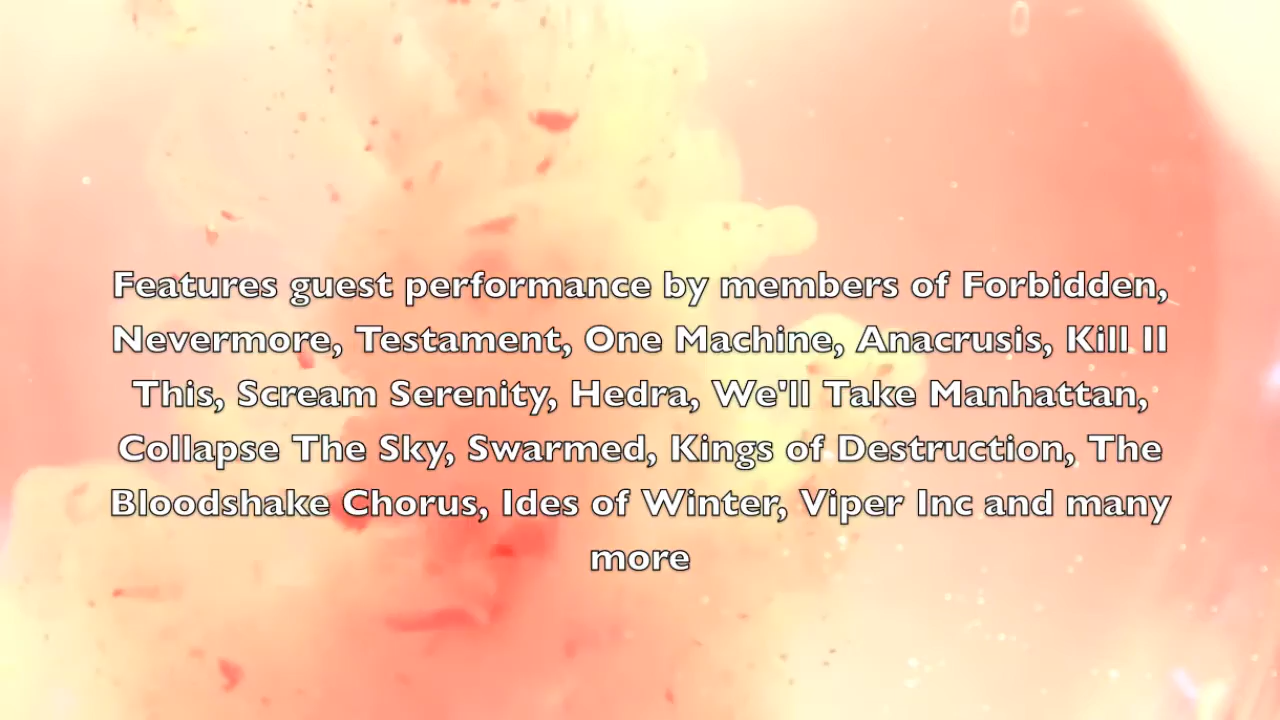 Features guest performance by members of Forbidden,
Nevermore, Testament, One Machine, Anacrusis, Kill II
This, Scream Serenity, Hedra, We'll Take Manhattan,
Collapse The Sky, Swarmed, Kings of Destruction, The
Bloodshake Chorus, Ides of Winter, Viper Inc and many
more